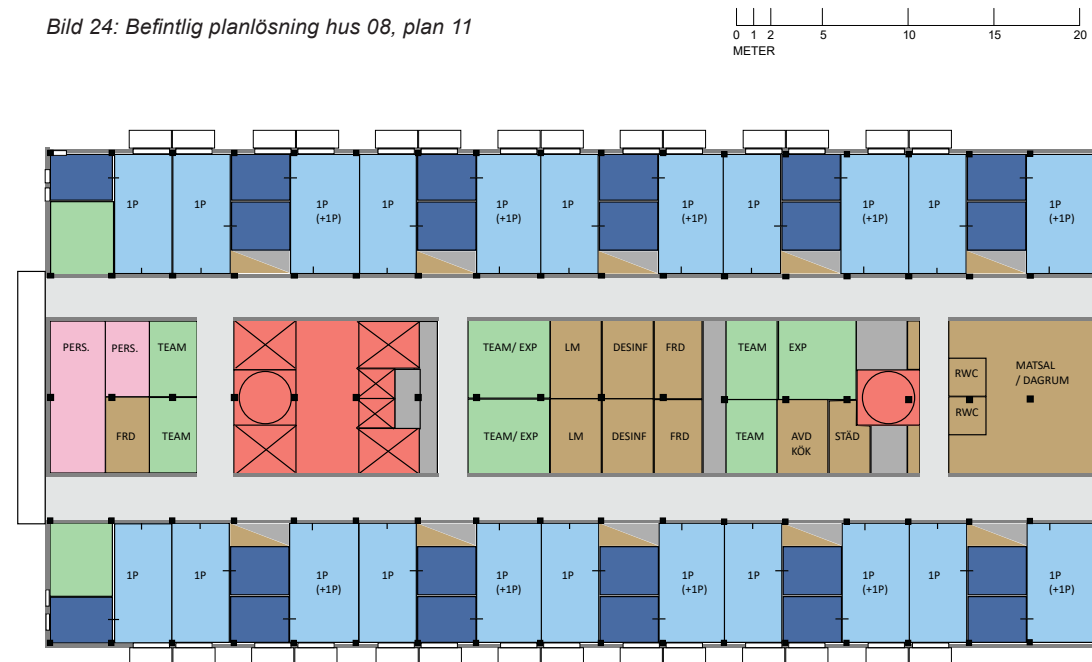 Bild 24: Befintlig planlösning hus 08, plan 11
0 1 2 5 10 15 20
METER
1P 1P 1P 1P 1P 1P 1P 1P 1P 1P 1P
(+1P) (+1P) (+1P) (+1P) (+1P)
PERS. PERS. TEAM TEAM/ EXP LM DESINF FRD TEAM EXP MATSAL
/ DAGRUM
RWC
RWC
FRD TEAM TEAM/ EXP LM DESINF FRD TEAM AVD STÄD
KÖK
1P 1P 1P 1P 1P 1P 1P 1P 1P 1P 1P
(+1P) (+1P) (+1P) (+1P) (+1P)